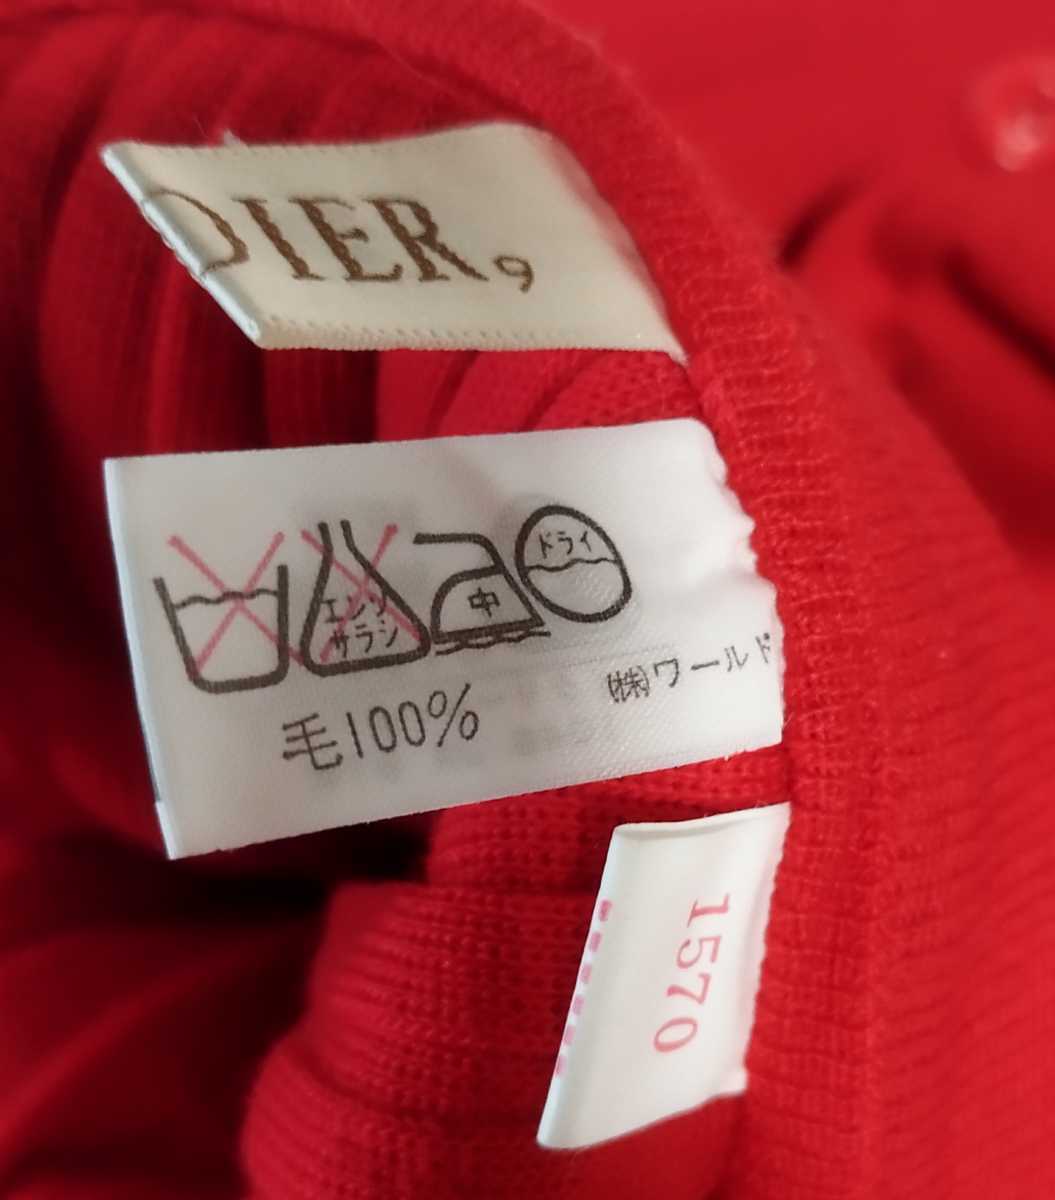 DIER,
エンソ
サラシ
中
ドライ
毛100%
㈱ワールド
1570